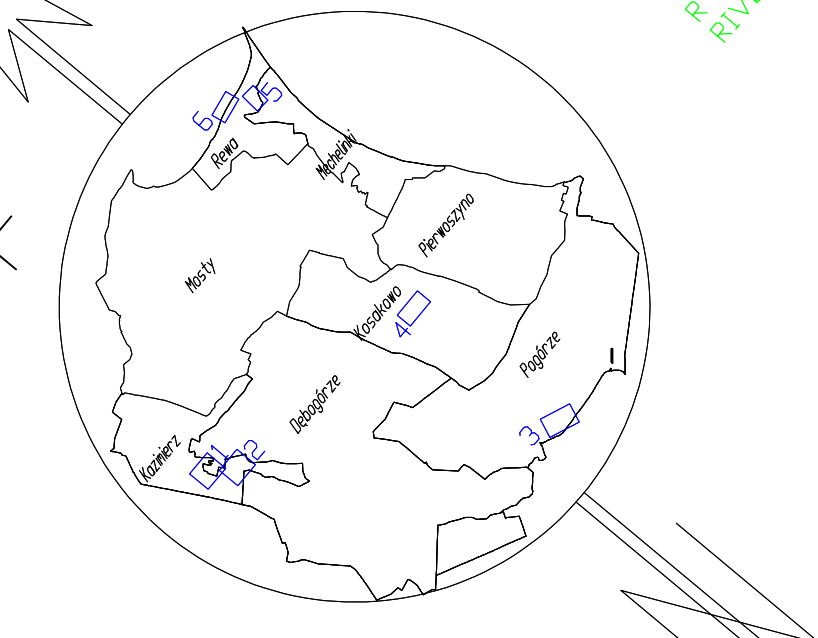 R
RIV
6
5
Rewa
Mechelinki
Pierwoszyno
Mosty
Kosakowo
4
Pogórze
Dębogórze
3
Kazimierz
1
2